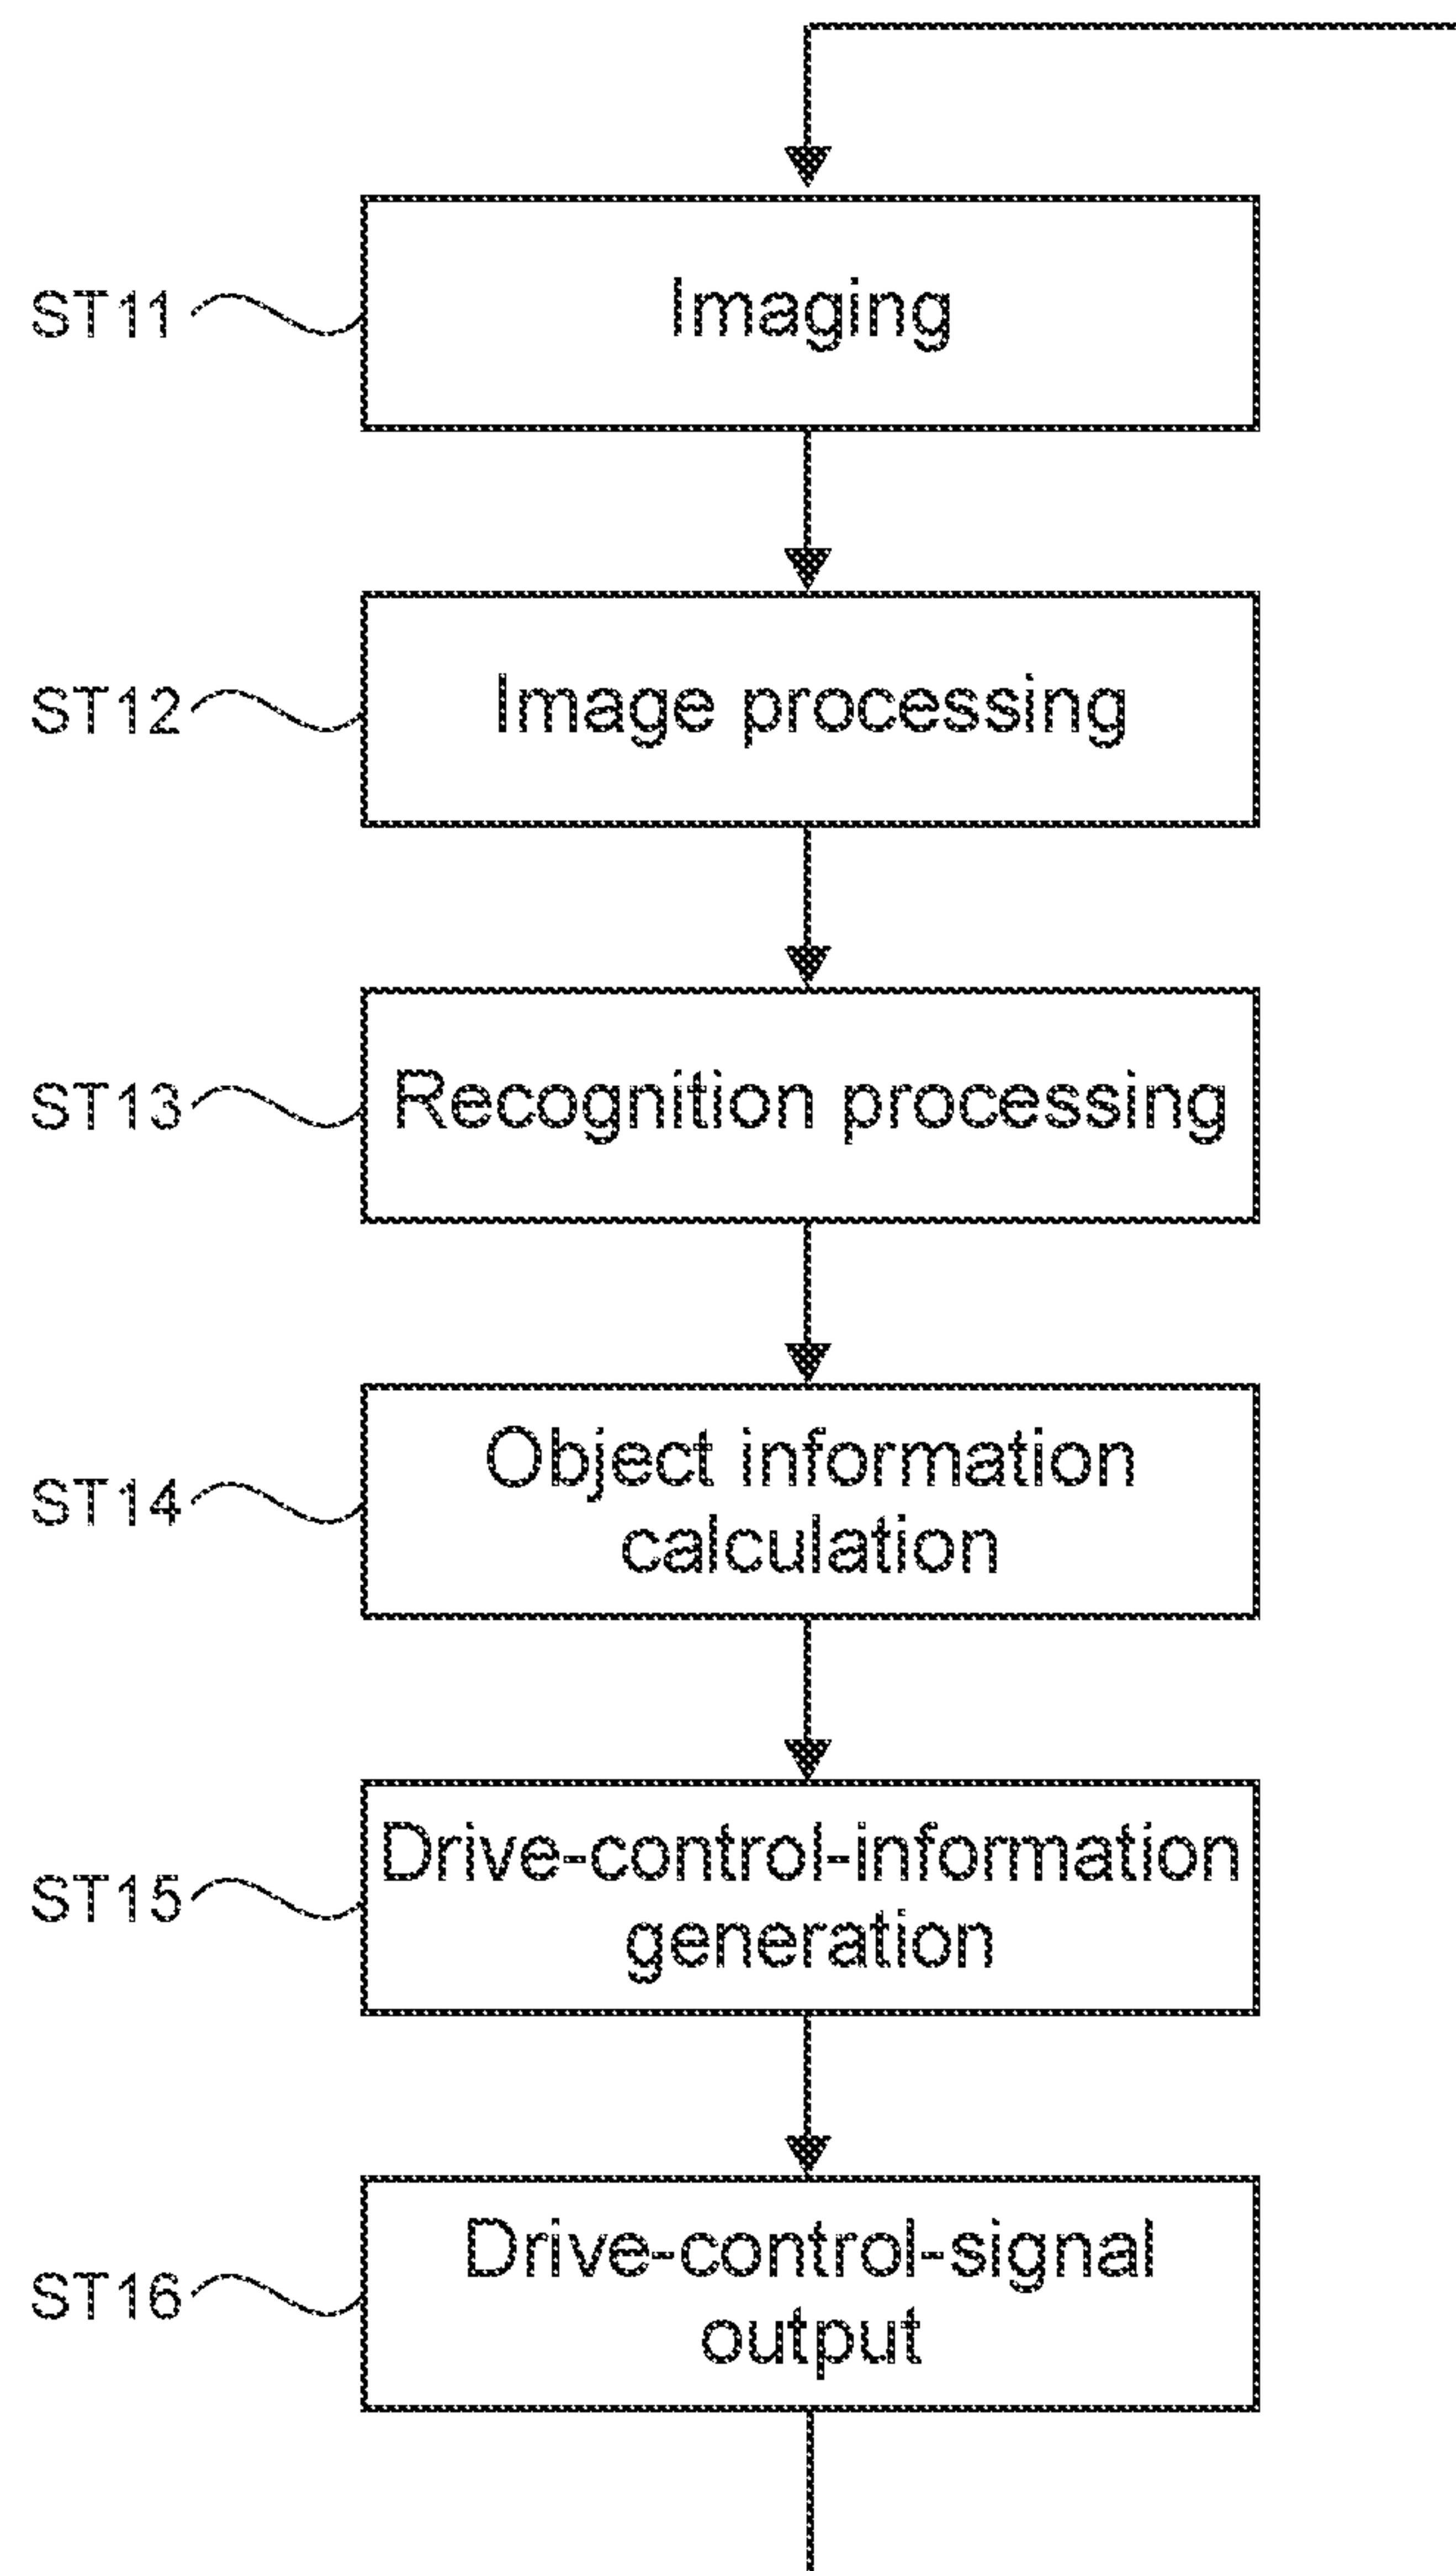 ST11
Imaging
ST12
Image processing
ST13
Recognition processing
ST14
Object information
calculation
ST15
Drive-control-information
generation
ST16
Drive-control-signal
output